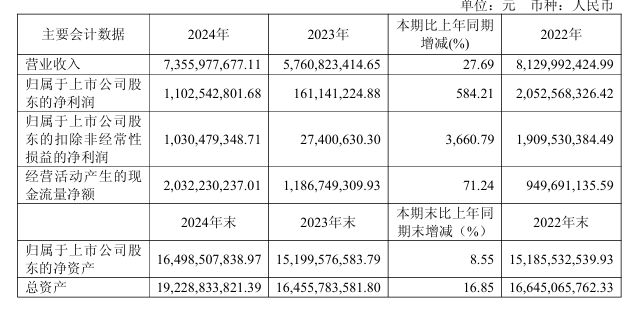 单位：元 币种：人民币
主要会计数据 2024年 2023年 本期比上年同期增减(%) 2022年
营业收入 7,355,977,677.11 5,760,823,414.65 27.69 8,129,992,424.99
归属于上市公司股东的净利润 1,102,542,801.68 161,141,224.88 584.21 2,052,568,326.42
归属于上市公司股东的扣除非经常性损益的净利润 1,030,479,348.71 27,400,630.30 3,660.79 1,909,530,384.49
经营活动产生的现金流量净额 2,032,230,237.01 1,186,749,309.93 71.24 949,691,135.59
2024年末 2023年末 本期末比上年同期末增减（%） 2022年末
归属于上市公司股东的净资产 16,498,507,838.97 15,199,576,583.79 8.55 15,185,532,539.93
总资产 19,228,833,821.39 16,455,783,581.80 16.85 16,645,065,762.33